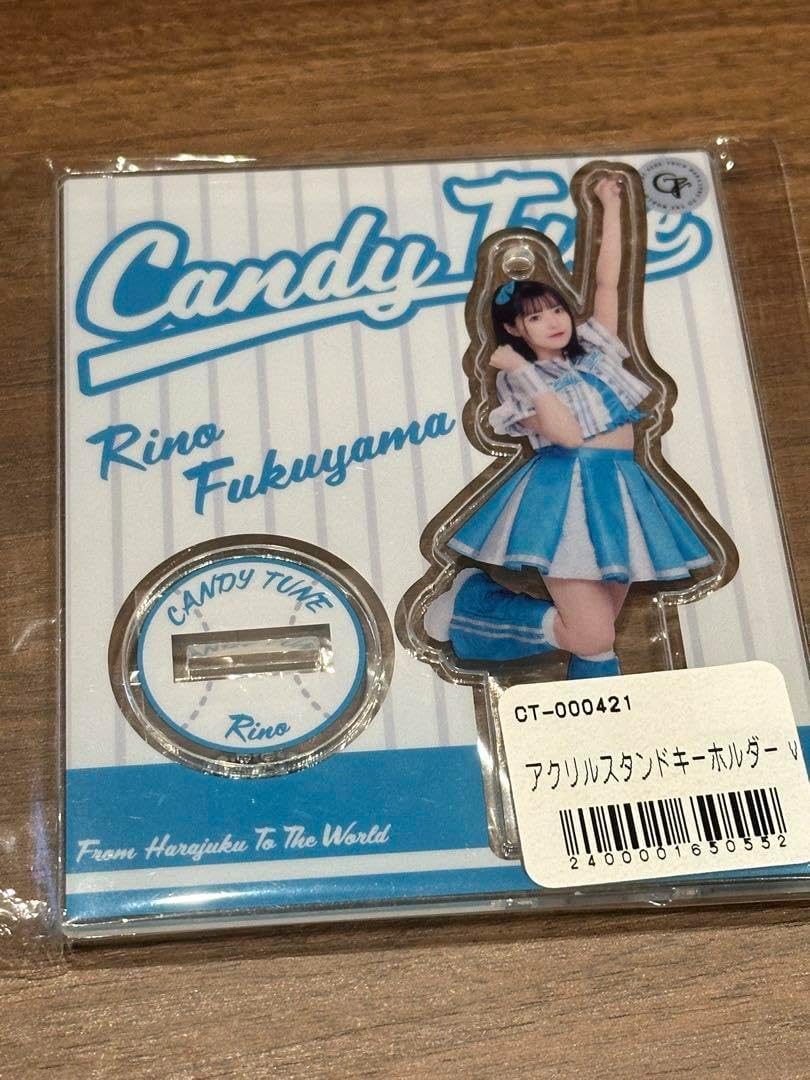 Candy Tune
Rino
Fukuyama
CANDY TUNE
Rino
From Harajuku To The World
CT-000421
アクリルスタンドキーホルダー v
2400001650552